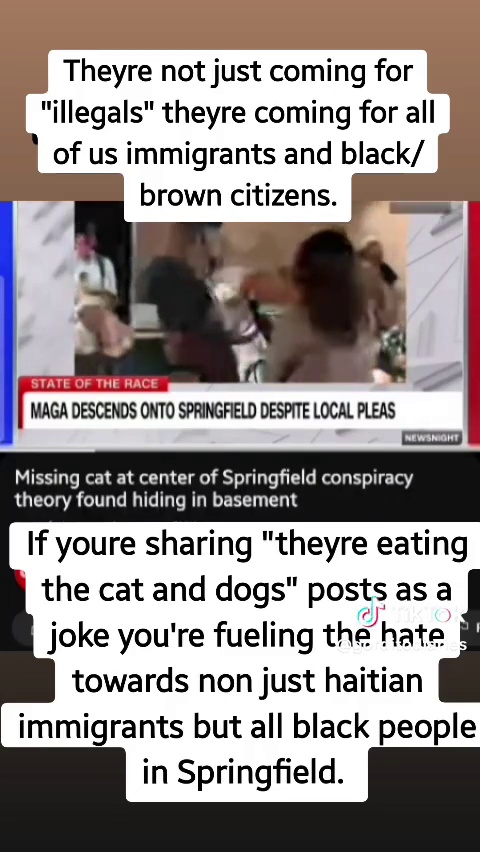 Theyre not just coming for
"illegals" theyre coming for all
of us immigrants and black/
brown citizens.
STATE OF THE RACE
MAGA DESCENDS ONTO SPRINGFIELD DESPITE LOCAL PLEAS
NEWSNIGHT
Missing cat at center of Springfield conspiracy
theory found hiding in basement
If youre sharing "theyre eating
the cat and dogs" posts as a
joke you're fueling the hate
towards non just haitian
immigrants but all black people
in Springfield.
TikTok